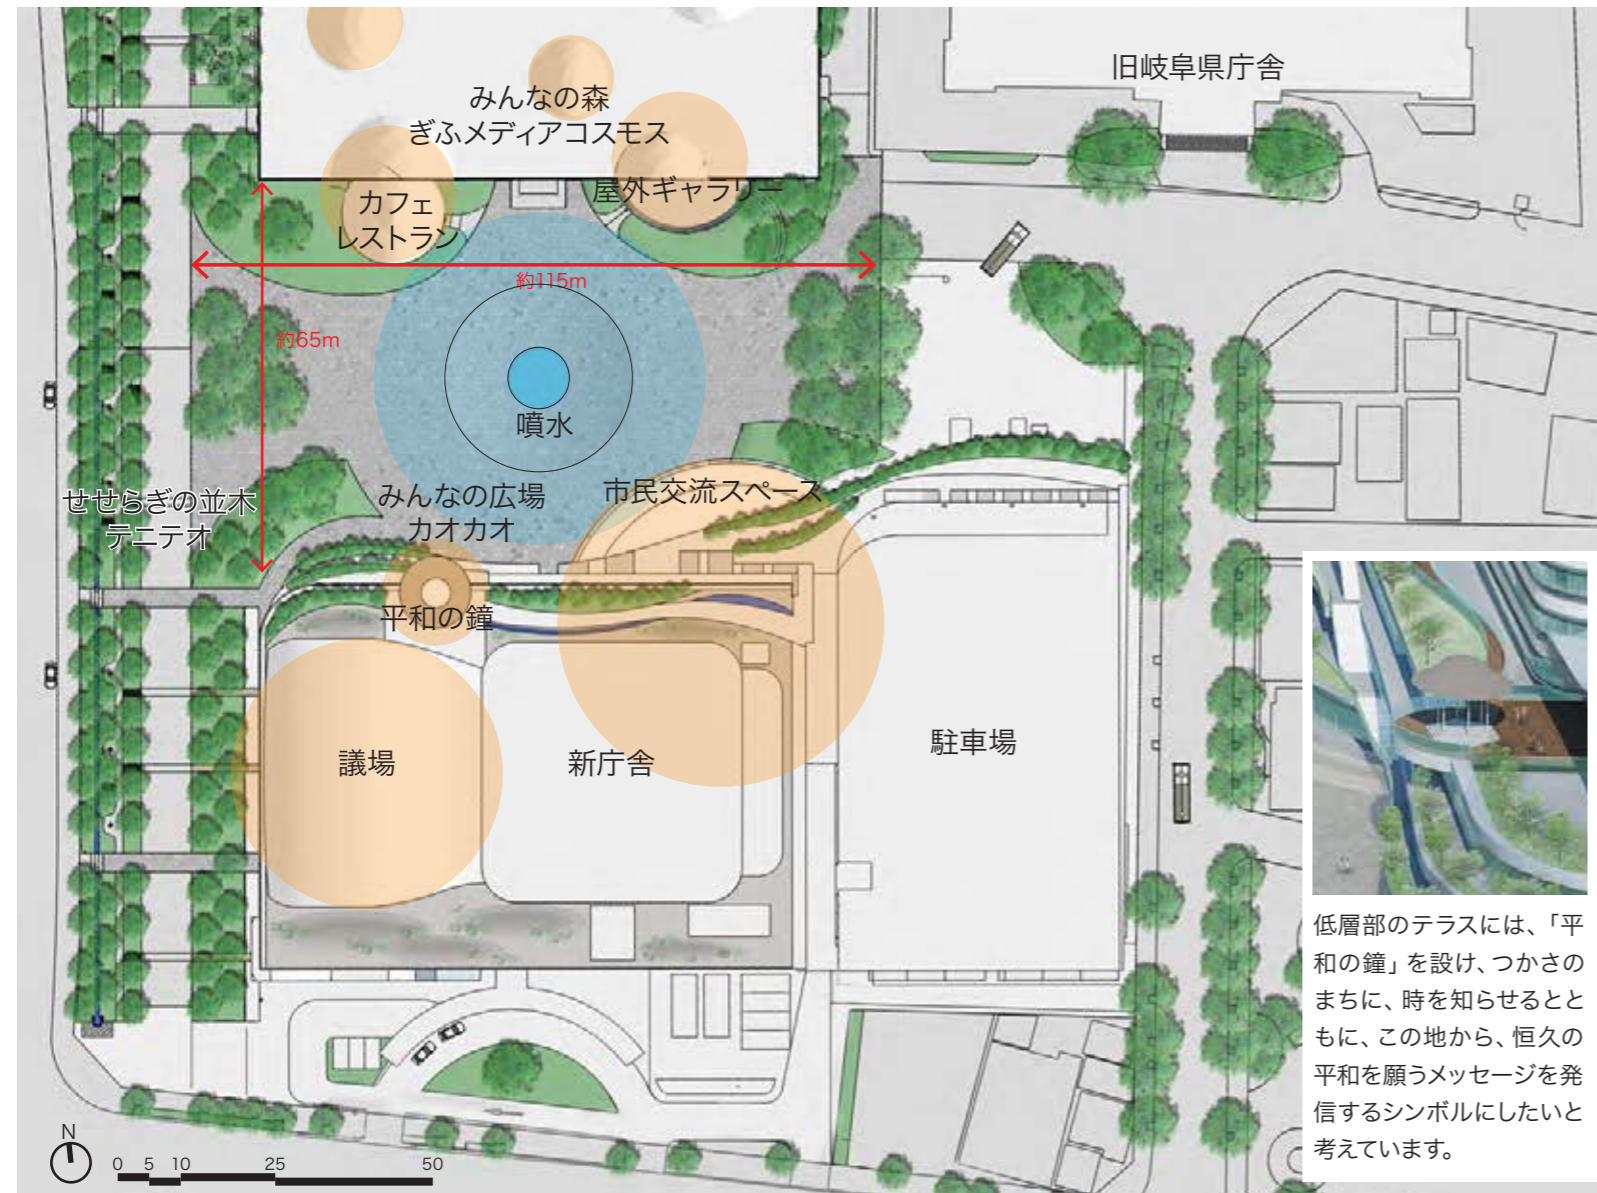 旧岐阜県庁舎
みんなの森
ぎふメディアコスモス
カフェ
レストラン
屋外ギャラリー
約115m
約65m
噴水
せせらぎの並木
テニテオ
みんなの広場
カオカオ
市民交流スペース
平和の鐘
議場
新庁舎
駐車場
低層部のテラスには、「平
和の鐘」を設け、つかさの
まちに、時を知らせるとと
もに、この地から、恒久の
平和を願うメッセージを発
信するシンボルにしたいと
考えています。
N
0 5 10 25 50